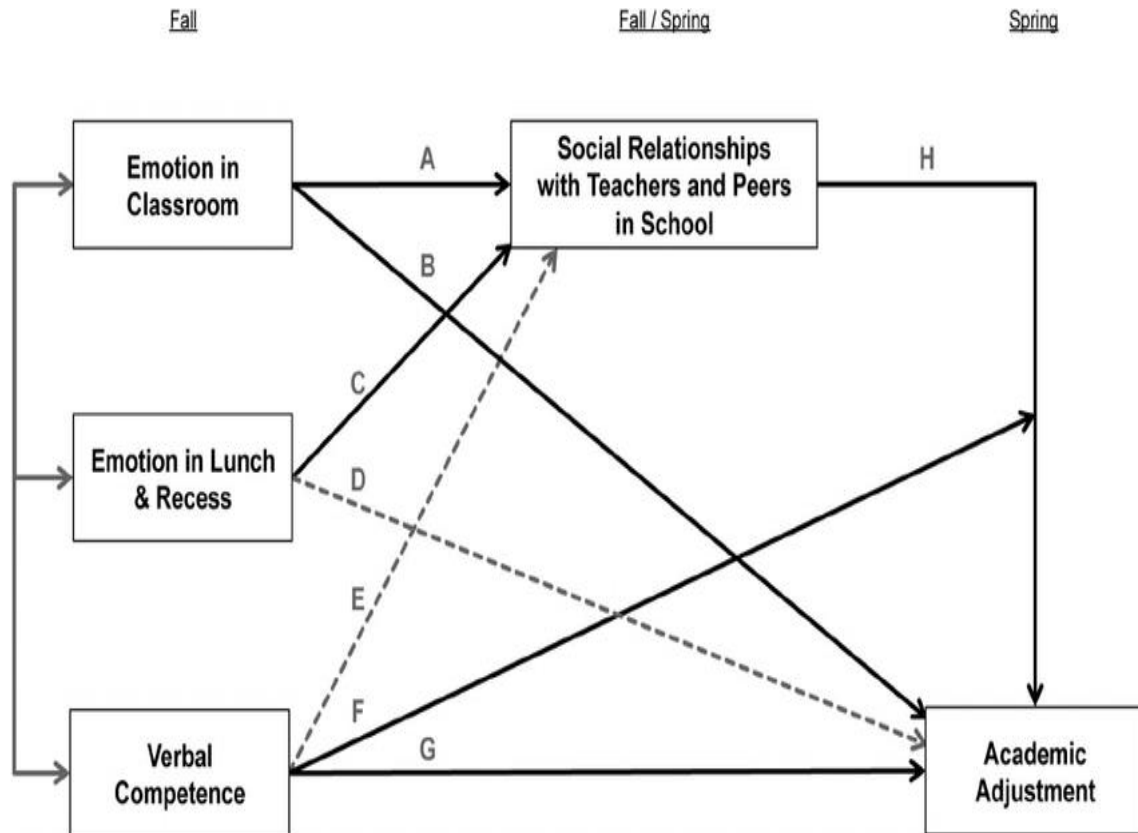 Fall
Fall / Spring
Spring
Emotion in
Classroom
A
Social Relationships
with Teachers and Peers
in School
H
B
C
Emotion in Lunch
& Recess
D
E
F
Verbal
Competence
G
Academic
Adjustment